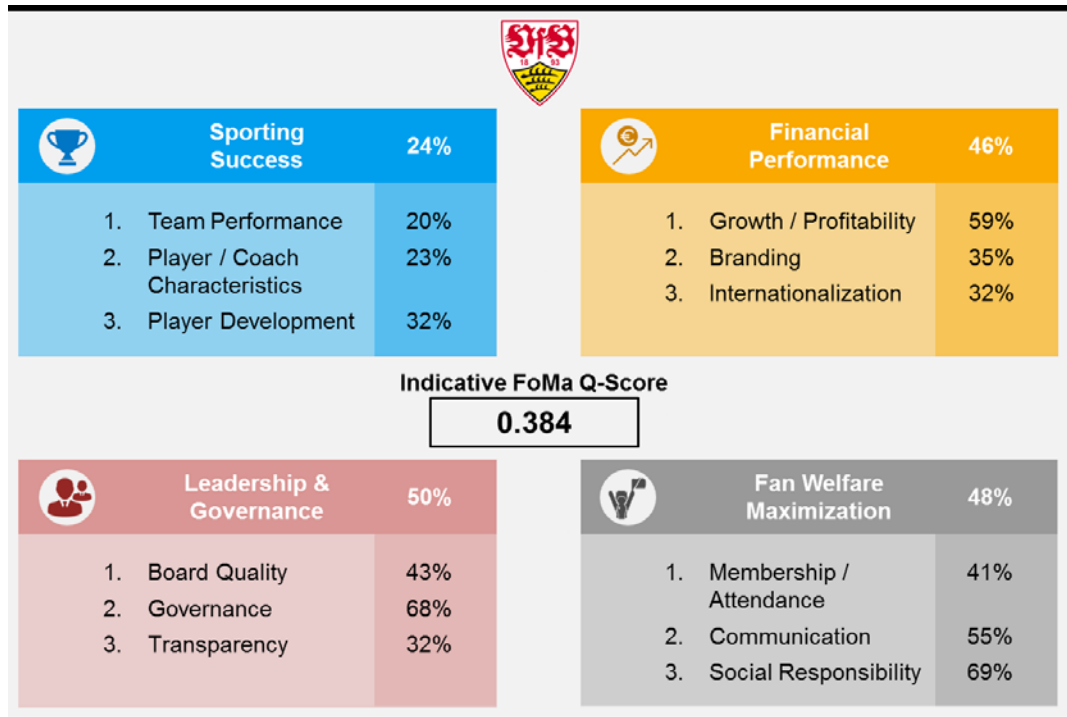 VfB
18 93
Sporting
Success
24%
1. Team Performance 20%
2. Player / Coach 23%
Characteristics
3. Player Development 32%
Financial
Performance
46%
1. Growth / Profitability 59%
2. Branding 35%
3. Internationalization 32%
Indicative FoMa Q-Score
0.384
Leadership &
Governance
50%
1. Board Quality 43%
2. Governance 68%
3. Transparency 32%
Fan Welfare
Maximization
48%
1. Membership / 41%
Attendance
2. Communication 55%
3. Social Responsibility 69%